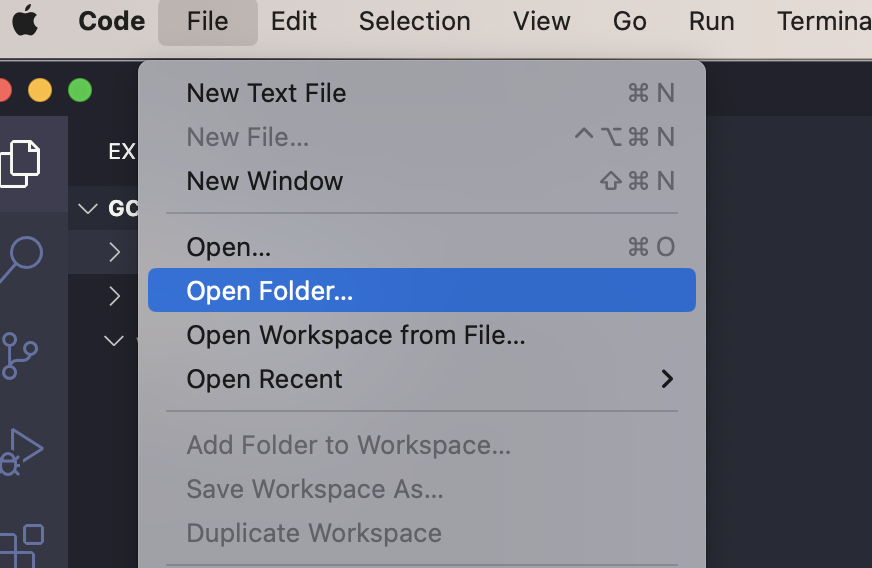 Code File Edit Selection View Go Run Termina
New Text File ⌘ N
New File... ^⌥⌘ N
New Window ⇧⌘ N
EX
GC
Open... ⌘ O
Open Folder...
Open Workspace from File...
Open Recent
Add Folder to Workspace...
Save Workspace As...
Duplicate Workspace